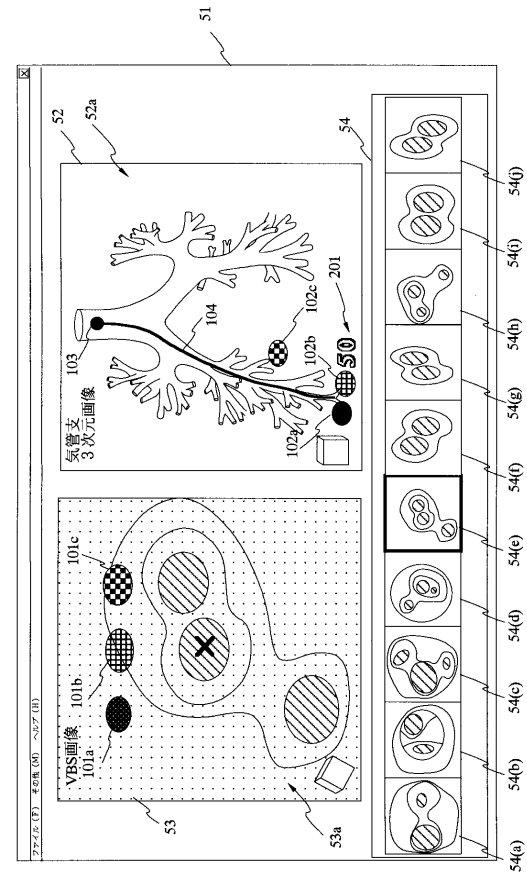 ファイル (F) その他 (M) ヘルプ (H)
51
VBS画像
101a
101b
101c
53
53a
気管支
3次元画像
52
52a
103
104
102a
102b
102c
50
201
54
54(a)
54(b)
54(c)
54(d)
54(e)
54(f)
54(g)
54(h)
54(i)
54(j)